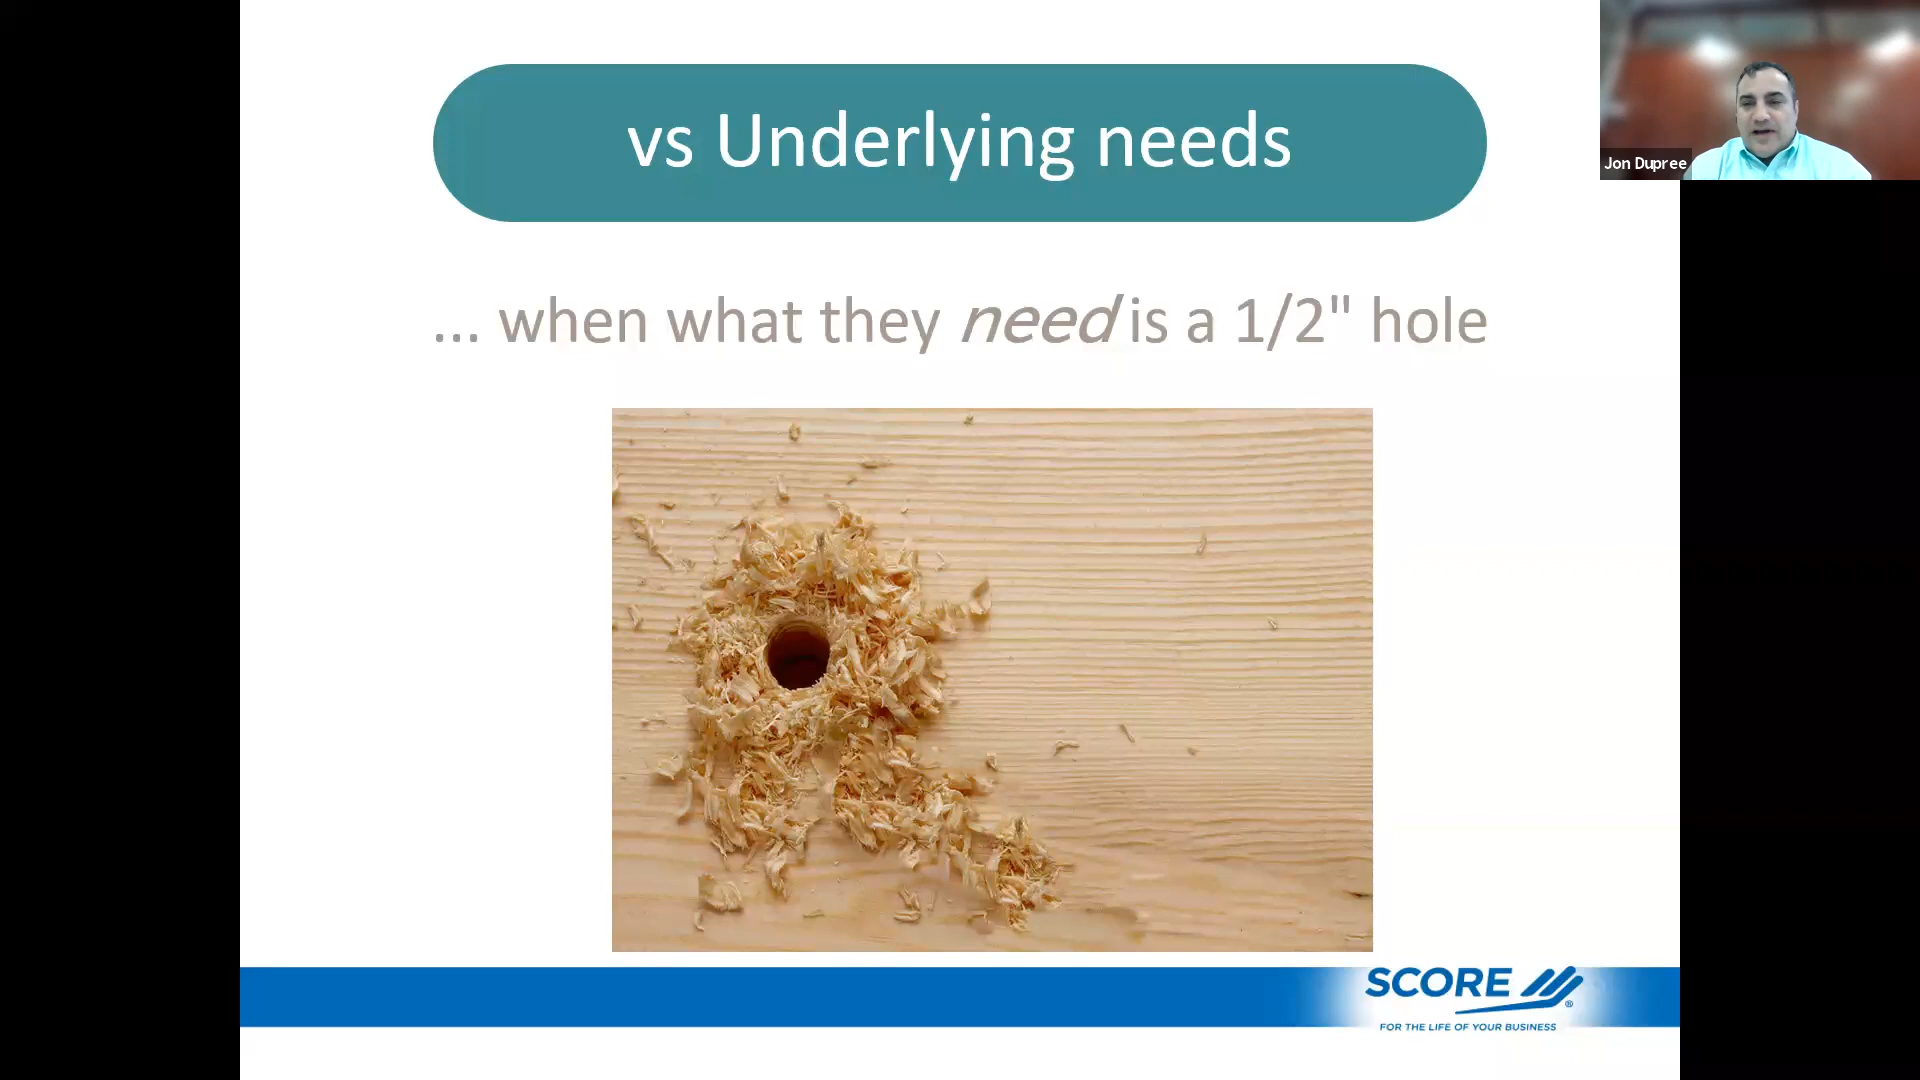 vs Underlying needs
Jon Dupree
... when what they need is a 1/2" hole
SCORE
®
FOR THE LIFE OF YOUR BUSINESS